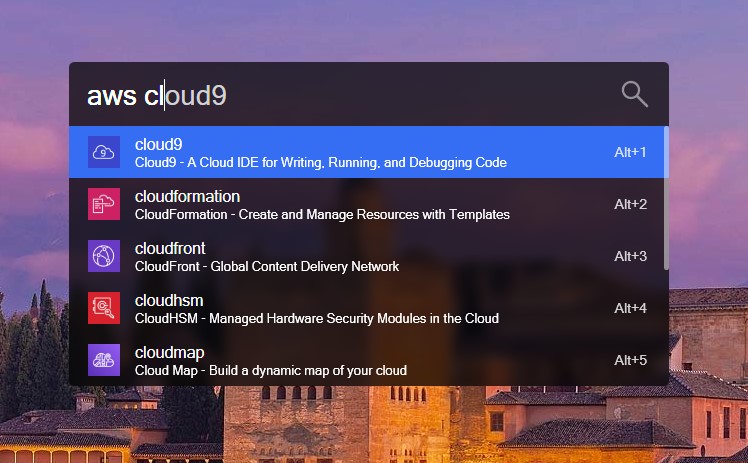 aws cloud9
cloud9
Cloud9 - A Cloud IDE for Writing, Running, and Debugging Code
Alt+1
cloudformation
CloudFormation - Create and Manage Resources with Templates
Alt+2
cloudfront
CloudFront - Global Content Delivery Network
Alt+3
cloudhsm
CloudHSM - Managed Hardware Security Modules in the Cloud
Alt+4
cloudmap
Cloud Map - Build a dynamic map of your cloud
Alt+5